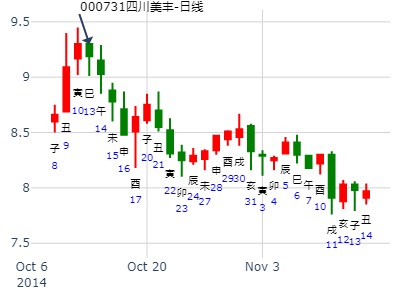 000731四川美丰-日线
9.5
9
8.5
8
7.5
子 8
丑 9
寅 10
巳 13
午 14
未 15
申 16
酉 17
子 20
丑 21
寅 22
卯 23
辰 24
未 27
申 28
酉 29
戌 30
亥 31
寅 3
卯 4
辰 5
巳 6
午 7
酉 10
戌 11
亥 12
子 13
丑 14
Oct 6 Oct 20 Nov 3
2014